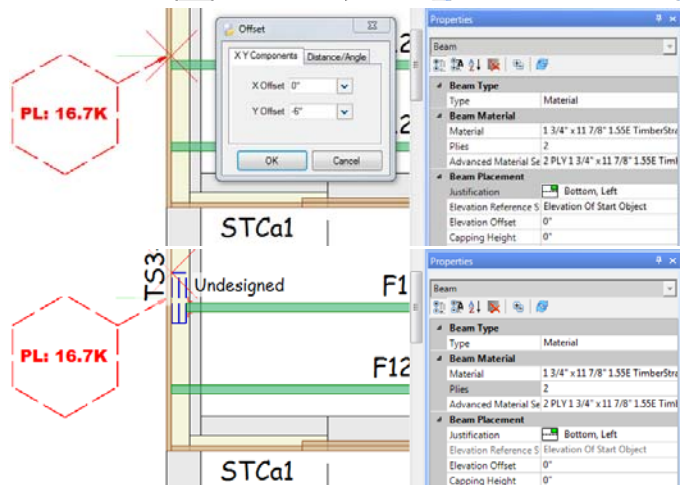 Offset
X Y Components Distance/Angle
X Offset 0"
Y Offset -6"
OK Cancel
PL: 16.7K
STCa1
Properties
Beam
Beam Type
Type Material
Beam Material
Material 1 3/4" x 11 7/8" 1.55E TimberStra
Plies 2
Advanced Material Se 2 PLY 1 3/4" x 11 7/8" 1.55E Timl
Beam Placement
Justification Bottom, Left
Elevation Reference S Elevation Of Start Object
Elevation Offset 0"
Capping Height 0"
TS3
Undesigned
F1
PL: 16.7K
F12
STCa1
Properties
Beam
Beam Type
Type Material
Beam Material
Material 1 3/4" x 11 7/8" 1.55E TimberStra
Plies 2
Advanced Material Se 2 PLY 1 3/4" x 11 7/8" 1.55E Timl
Beam Placement
Justification Bottom, Left
Elevation Reference S Elevation Of Start Object
Elevation Offset 0"
Capping Height 0"